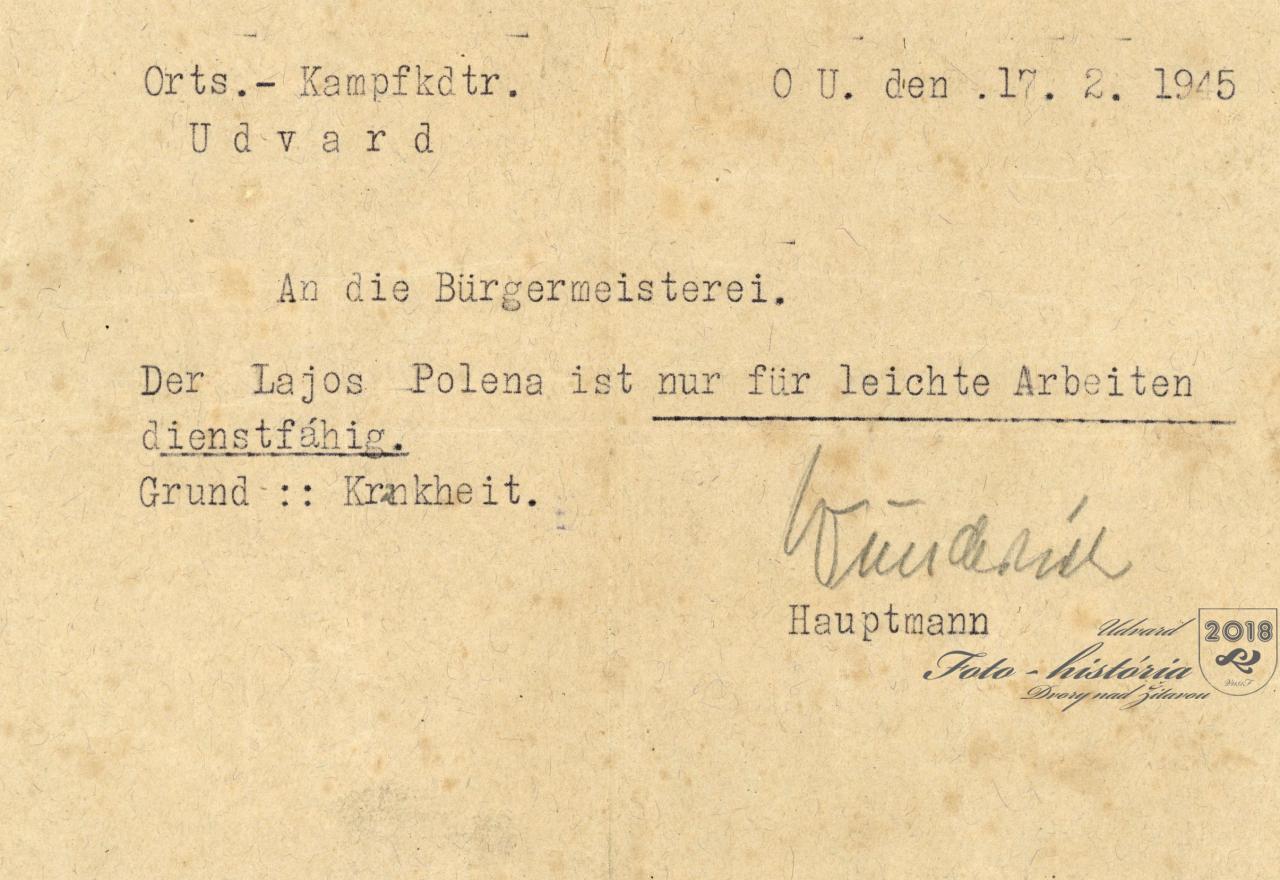 Orts.- Kampfkdtr.
O U. den .17. 2. 1945
U d v a r d
An die Bürgermeisterei.
Der Lajos Polena ist nur für leichte Arbeiten
dienstfáhig.
Grund :: Krankheit.
Hauptmann
Udvard
2018
Foto - história
Dvory nad Žitavou